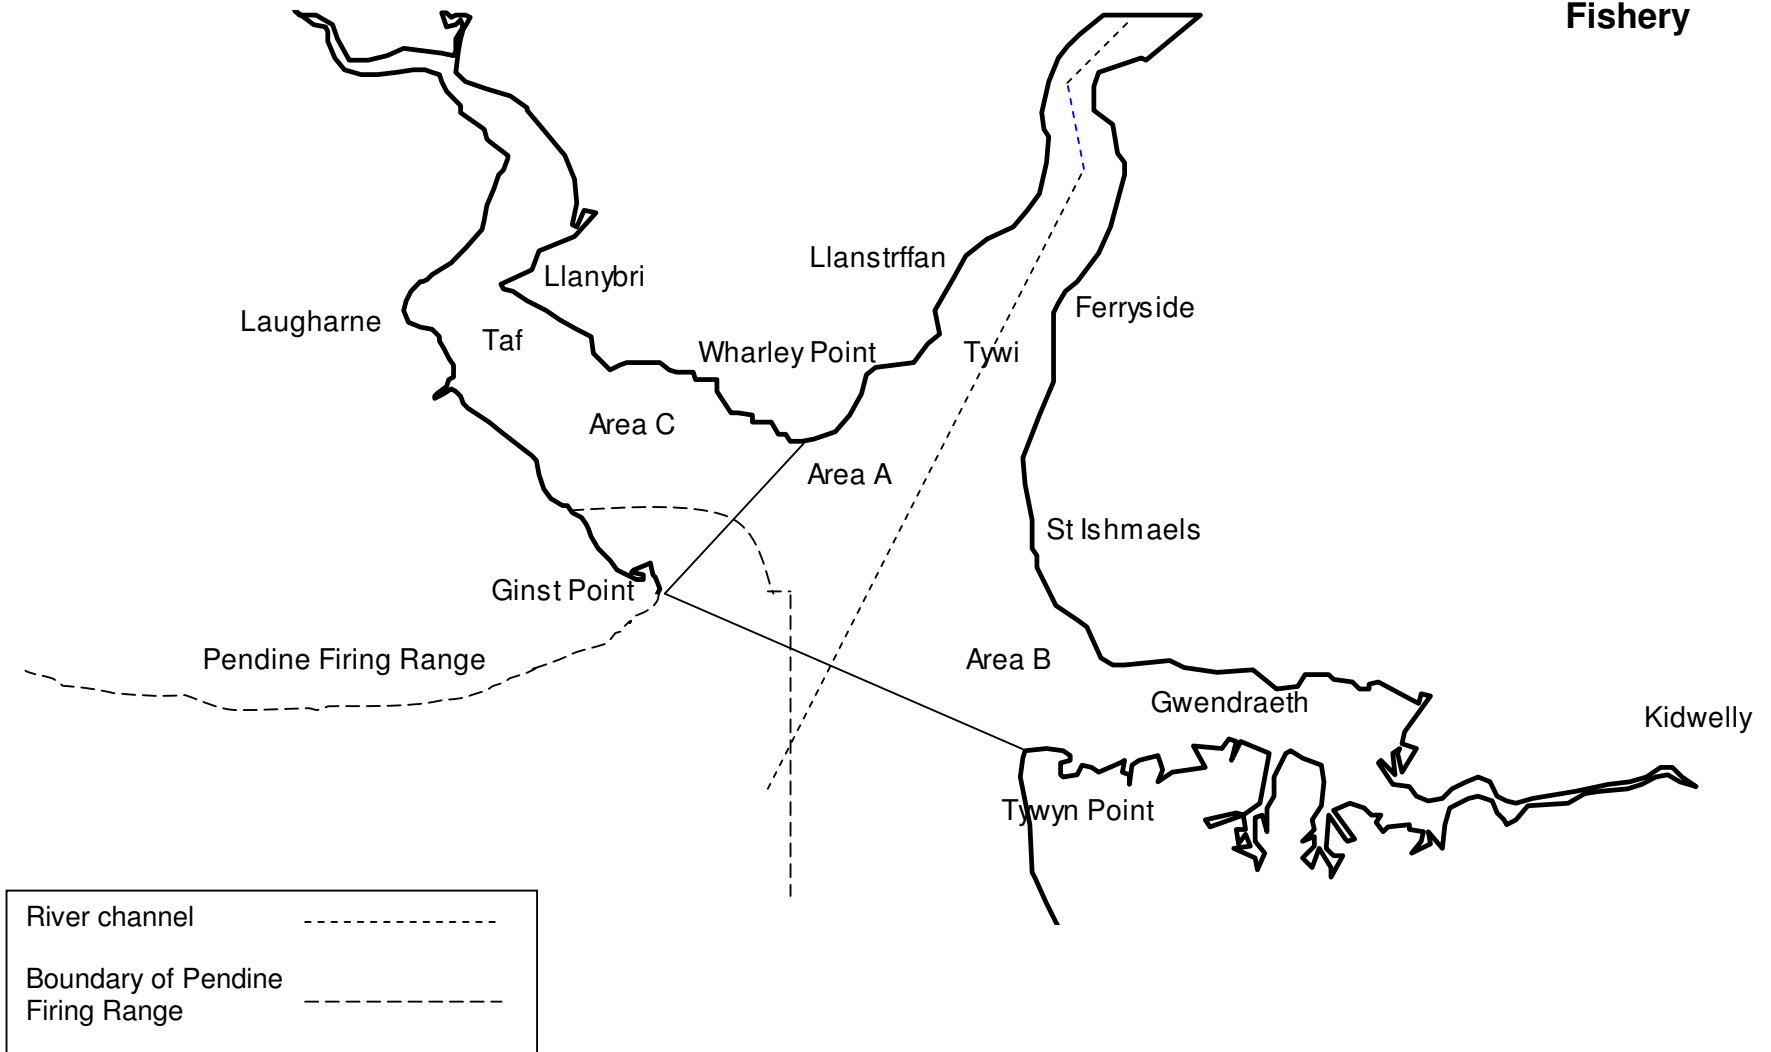 Fishery
Llanstrffan
Llanybri
Ferryside
Laugharne
Taf
Wharley Point
Tywi
Area C
Area A
St Ishmaels
Ginst Point
Pendine Firing Range
Area B
Gwendraeth
Kidwelly
Tywyn Point
River channel
Boundary of Pendine
Firing Range